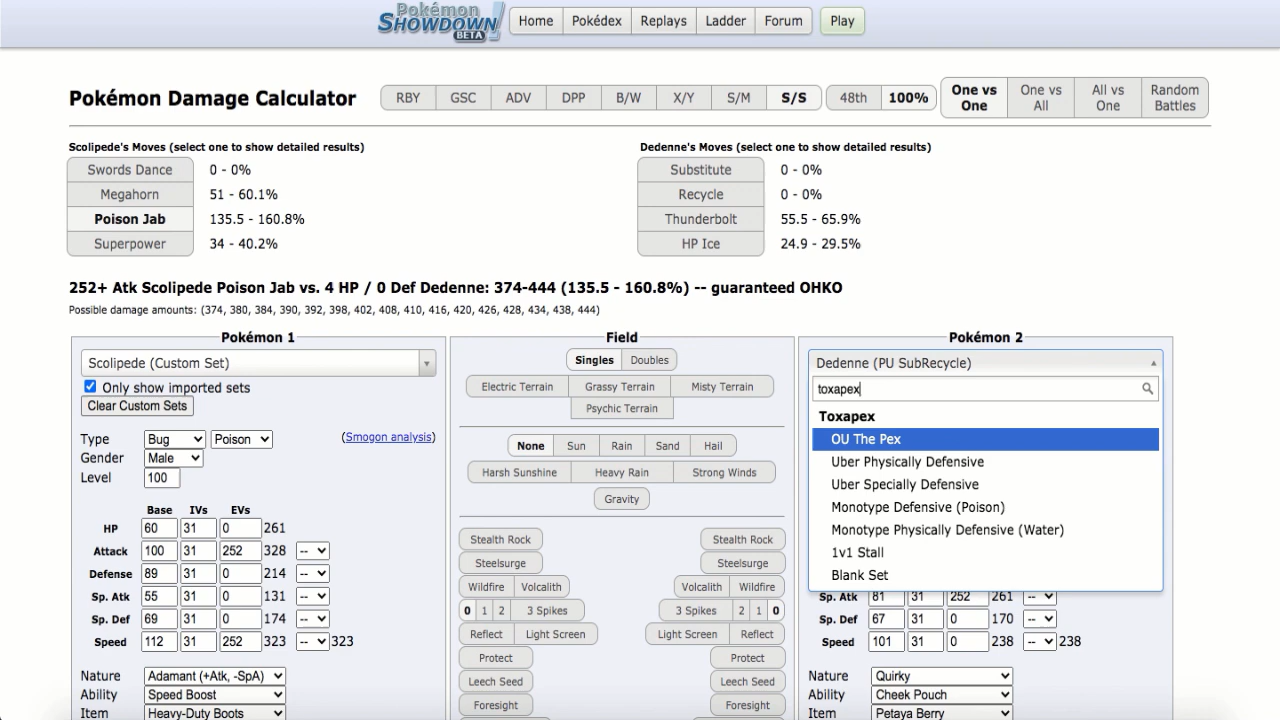 Pokémon
SHOWDOWN!
BETA
Home Pokédex Replays Ladder Forum Play
Pokémon Damage Calculator
RBY GSC ADV DPP B/W X/Y S/M S/S 48th 100% One vs One One vs All All vs One Random Battles
Scolipede's Moves (select one to show detailed results)
Swords Dance 0 - 0%
Megahorn 51 - 60.1%
Poison Jab 135.5 - 160.8%
Superpower 34 - 40.2%
Dedenne's Moves (select one to show detailed results)
Substitute 0 - 0%
Recycle 0 - 0%
Thunderbolt 55.5 - 65.9%
HP Ice 24.9 - 29.5%
252+ Atk Scolipede Poison Jab vs. 4 HP / 0 Def Dedenne: 374-444 (135.5 - 160.8%) -- guaranteed OHKO
Possible damage amounts: (374, 380, 384, 390, 392, 398, 402, 408, 410, 416, 420, 426, 428, 434, 438, 444)
Pokémon 1
Scolipede (Custom Set)
Only show imported sets
Clear Custom Sets
Type Bug Poison (Smogon analysis)
Gender Male
Level 100
Base IVs EVs
HP 60 31 0 261
Attack 100 31 252 328 --
Defense 89 31 0 214 --
Sp. Atk 55 31 0 131 --
Sp. Def 69 31 0 174 --
Speed 112 31 252 323 -- 323
Nature Adamant (+Atk, -SpA)
Ability Speed Boost
Item Heavy-Duty Boots
Field
Singles Doubles
Electric Terrain Grassy Terrain Misty Terrain
Psychic Terrain
None Sun Rain Sand Hail
Harsh Sunshine Heavy Rain Strong Winds
Gravity
Stealth Rock Stealth Rock
Steelsurge Steelsurge
Wildfire Volcalith Volcalith Wildfire
0 1 2 3 Spikes 3 Spikes 2 1 0
Reflect Light Screen Light Screen Reflect
Protect Protect
Leech Seed Leech Seed
Foresight Foresight
Pokémon 2
Dedenne (PU SubRecycle)
toxapex
Toxapex
OU The Pex
Uber Physically Defensive
Uber Specially Defensive
Monotype Defensive (Poison)
Monotype Physically Defensive (Water)
1v1 Stall
Blank Set
Sp. Atk 81 31 252 261 --
Sp. Def 67 31 0 170 --
Speed 101 31 0 238 -- 238
Nature Quirky
Ability Cheek Pouch
Item Petaya Berry